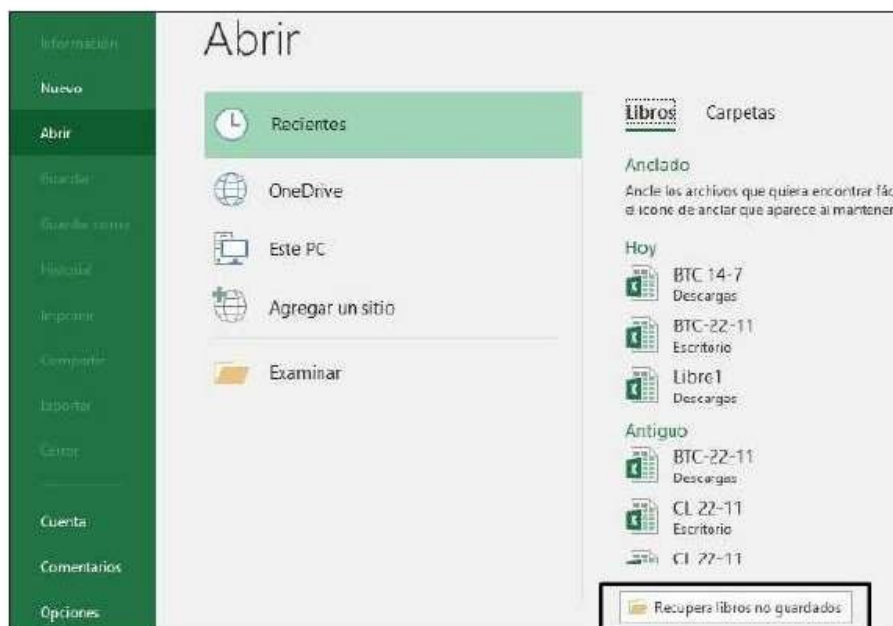 Información
Nuevo
Abrir
Guardar
Guardar como
Historial
Imprimir
Compartir
Exportar
Cerrar
Cuenta
Comentarios
Opciones
Abrir
Recientes
OneDrive
Este PC
Agregar un sitio
Examinar
Libros Carpetas
Anclado
Ancle los archivos que quiera encontrar fác
el icono de anclar que aparece al mantener
Hoy
BTC 14-7
Descargas
BTC-22-11
Escritorio
Libro1
Descargas
Antiguo
BTC-22-11
Descargas
CL 22-11
Escritorio
CL 22-11
Recupera libros no guardados